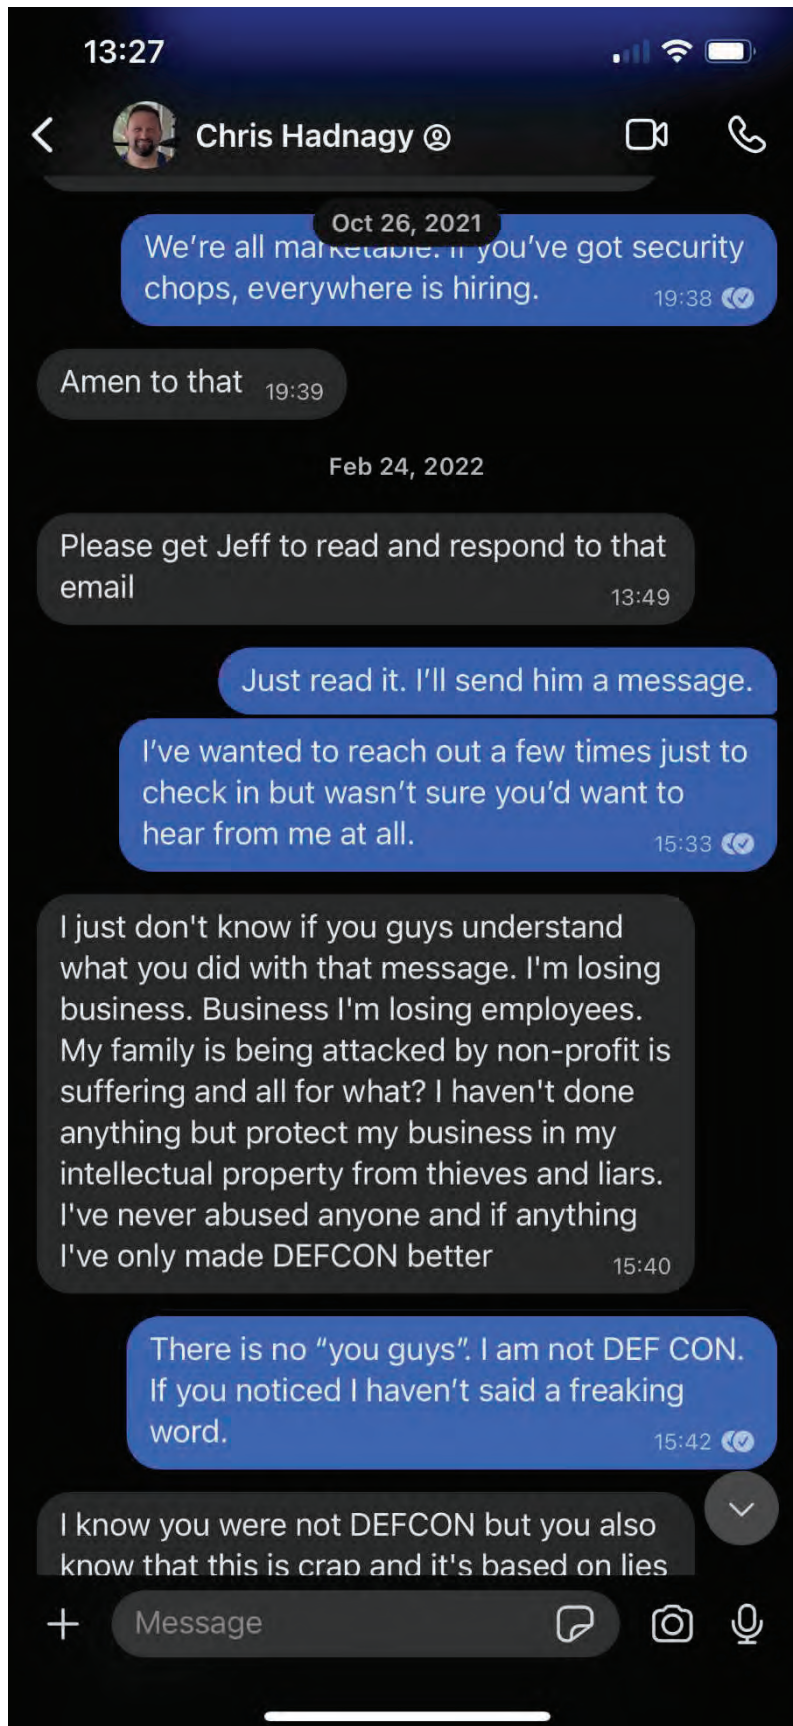 13:27
Chris Hadnagy
Oct 26, 2021
We're all marketable. If you've got security
chops, everywhere is hiring.
19:38
Amen to that 19:39
Feb 24, 2022
Please get Jeff to read and respond to that
email
13:49
Just read it. I'll send him a message.
I've wanted to reach out a few times just to
check in but wasn't sure you'd want to
hear from me at all.
15:33
I just don't know if you guys understand
what you did with that message. I'm losing
business. Business I'm losing employees.
My family is being attacked by non-profit is
suffering and all for what? I haven't done
anything but protect my business in my
intellectual property from thieves and liars.
I've never abused anyone and if anything
I've only made DEFCON better
15:40
There is no “you guys”. I am not DEF CON.
If you noticed I haven't said a freaking
word.
15:42
I know you were not DEFCON but you also
know that this is crap and it's based on lies
Message